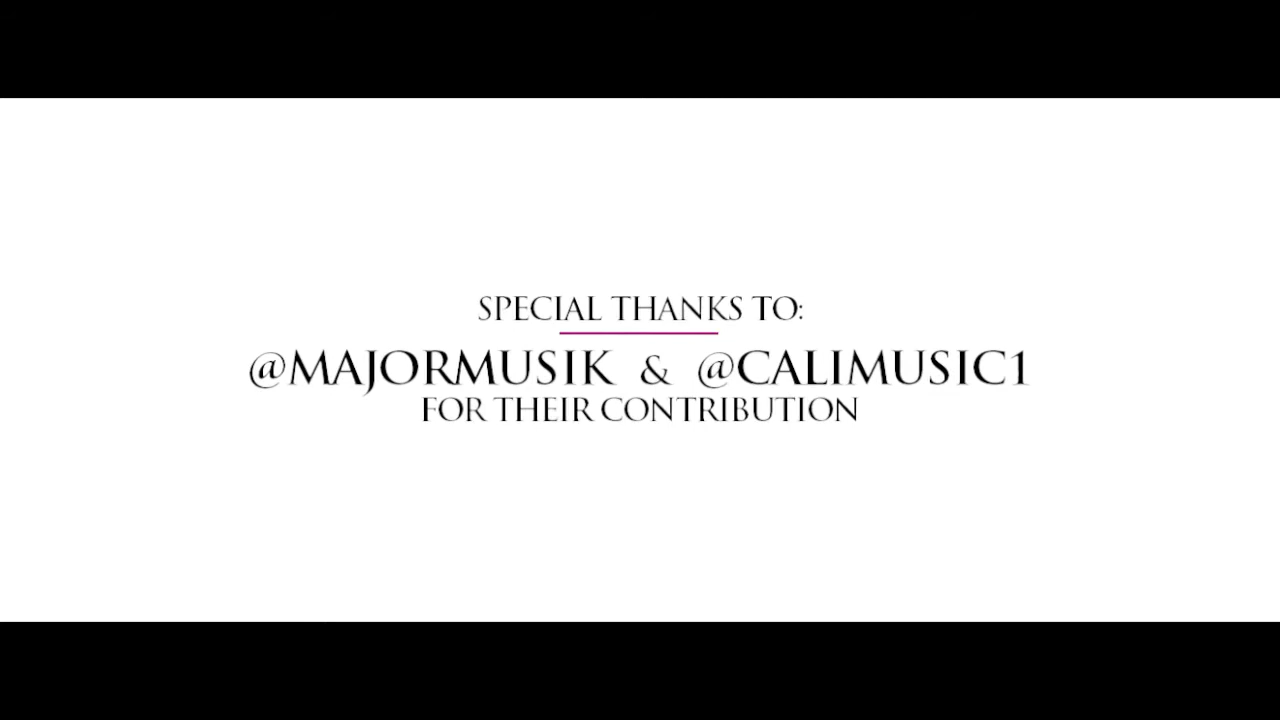 SPECIAL THANKS TO:
@MAJORMUSIK & @CALIMUSIC1
FOR THEIR CONTRIBUTION